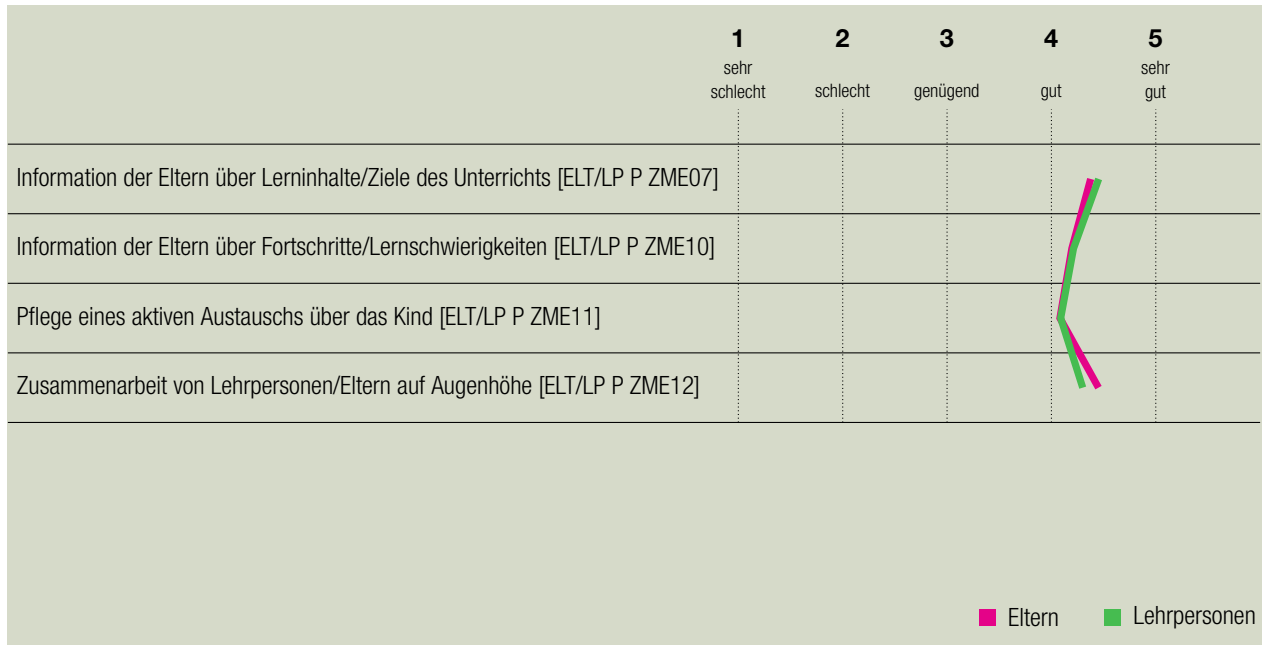 1 2 3 4 5
sehr schlecht schlecht genügend gut sehr gut
Information der Eltern über Lerninhalte/Ziele des Unterrichts [ELT/LP P ZME07]
Information der Eltern über Fortschritte/Lernschwierigkeiten [ELT/LP P ZME10]
Pflege eines aktiven Austauschs über das Kind [ELT/LP P ZME11]
Zusammenarbeit von Lehrpersonen/Eltern auf Augenhöhe [ELT/LP P ZME12]
Eltern Lehrpersonen